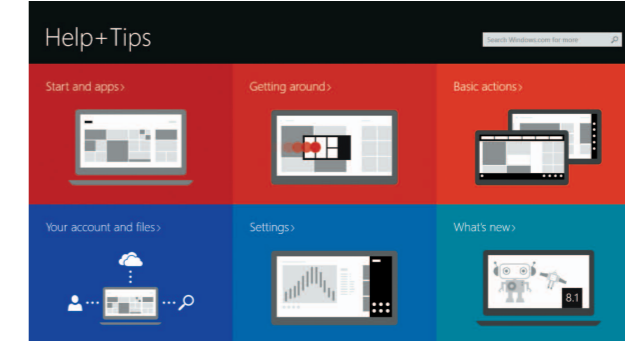 Help+Tips
Search Windows.com for more
Start and apps>
Getting around>
Basic actions>
Your account and files>
Settings>
What's new>
8.1